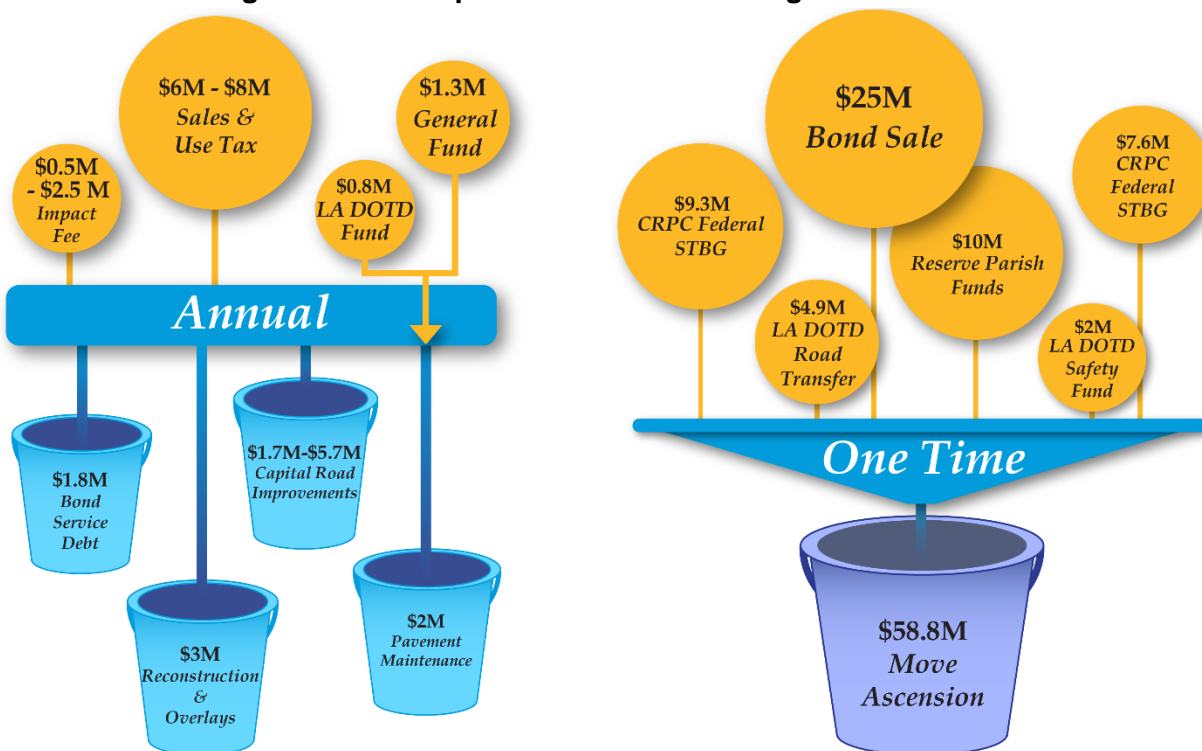 $6M - $8M
Sales &
Use Tax
$1.3M
General
Fund
$0.5M
- $2.5 M
Impact
Fee
$0.8M
LA DOTD
Fund
Annual
$1.8M
Bond
Service
Debt
$1.7M-$5.7M
Capital Road
Improvements
$3M
Reconstruction
&
Overlays
$2M
Pavement
Maintenance
$25M
Bond Sale
$9.3M
CRPC Federal
STBG
$7.6M
CRPC
Federal
STBG
$10M
Reserve Parish
Funds
$4.9M
LA DOTD
Road
Transfer
$2M
LA DOTD
Safety
Fund
One Time
$58.8M
Move
Ascension